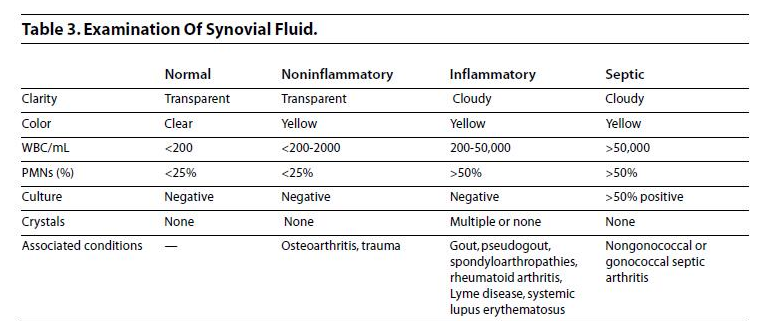 Table 3. Examination Of Synovial Fluid.
Normal Noninflammatory Inflammatory Septic
Clarity Transparent Transparent Cloudy Cloudy
Color Clear Yellow Yellow Yellow
WBC/mL <200 <200-2000 200-50,000 >50,000
PMNs (%) <25% <25% >50% >50%
Culture Negative Negative Negative >50% positive
Crystals None None Multiple or none None
Associated conditions — Osteoarthritis, trauma Gout, pseudogout, Nongonococcal or
spondyloarthropathies, gonococcal septic
rheumatoid arthritis, arthritis
Lyme disease, systemic
lupus erythematosus